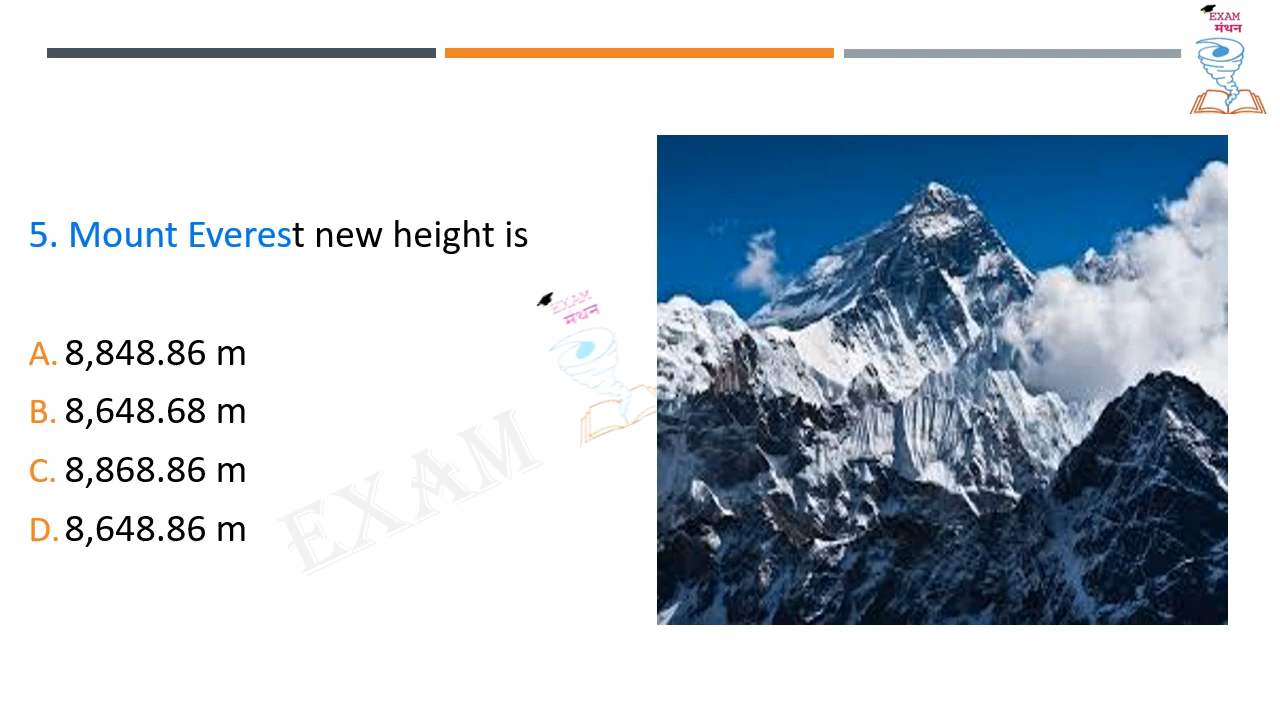 EXAM
मंथन
5. Mount Everest new height is
EXAM
मंथन
A. 8,848.86 m
B. 8,648.68 m
C. 8,868.86 m
D. 8,648.86 m
EXAM